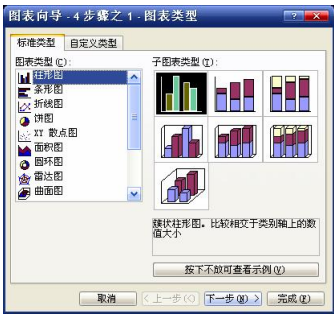 图表向导 - 4 步骤之 1 - 图表类型
标准类型 自定义类型
图表类型(C): 子图表类型(T):
柱形图
条形图
折线图
饼图
XY 散点图
面积图
圆环图
雷达图
曲面图
簇状柱形图。比较相交于类别轴上的数
值大小
按下不放可查看示例(V)
取消 < 上一步(<) 下一步(N) > 完成(F)